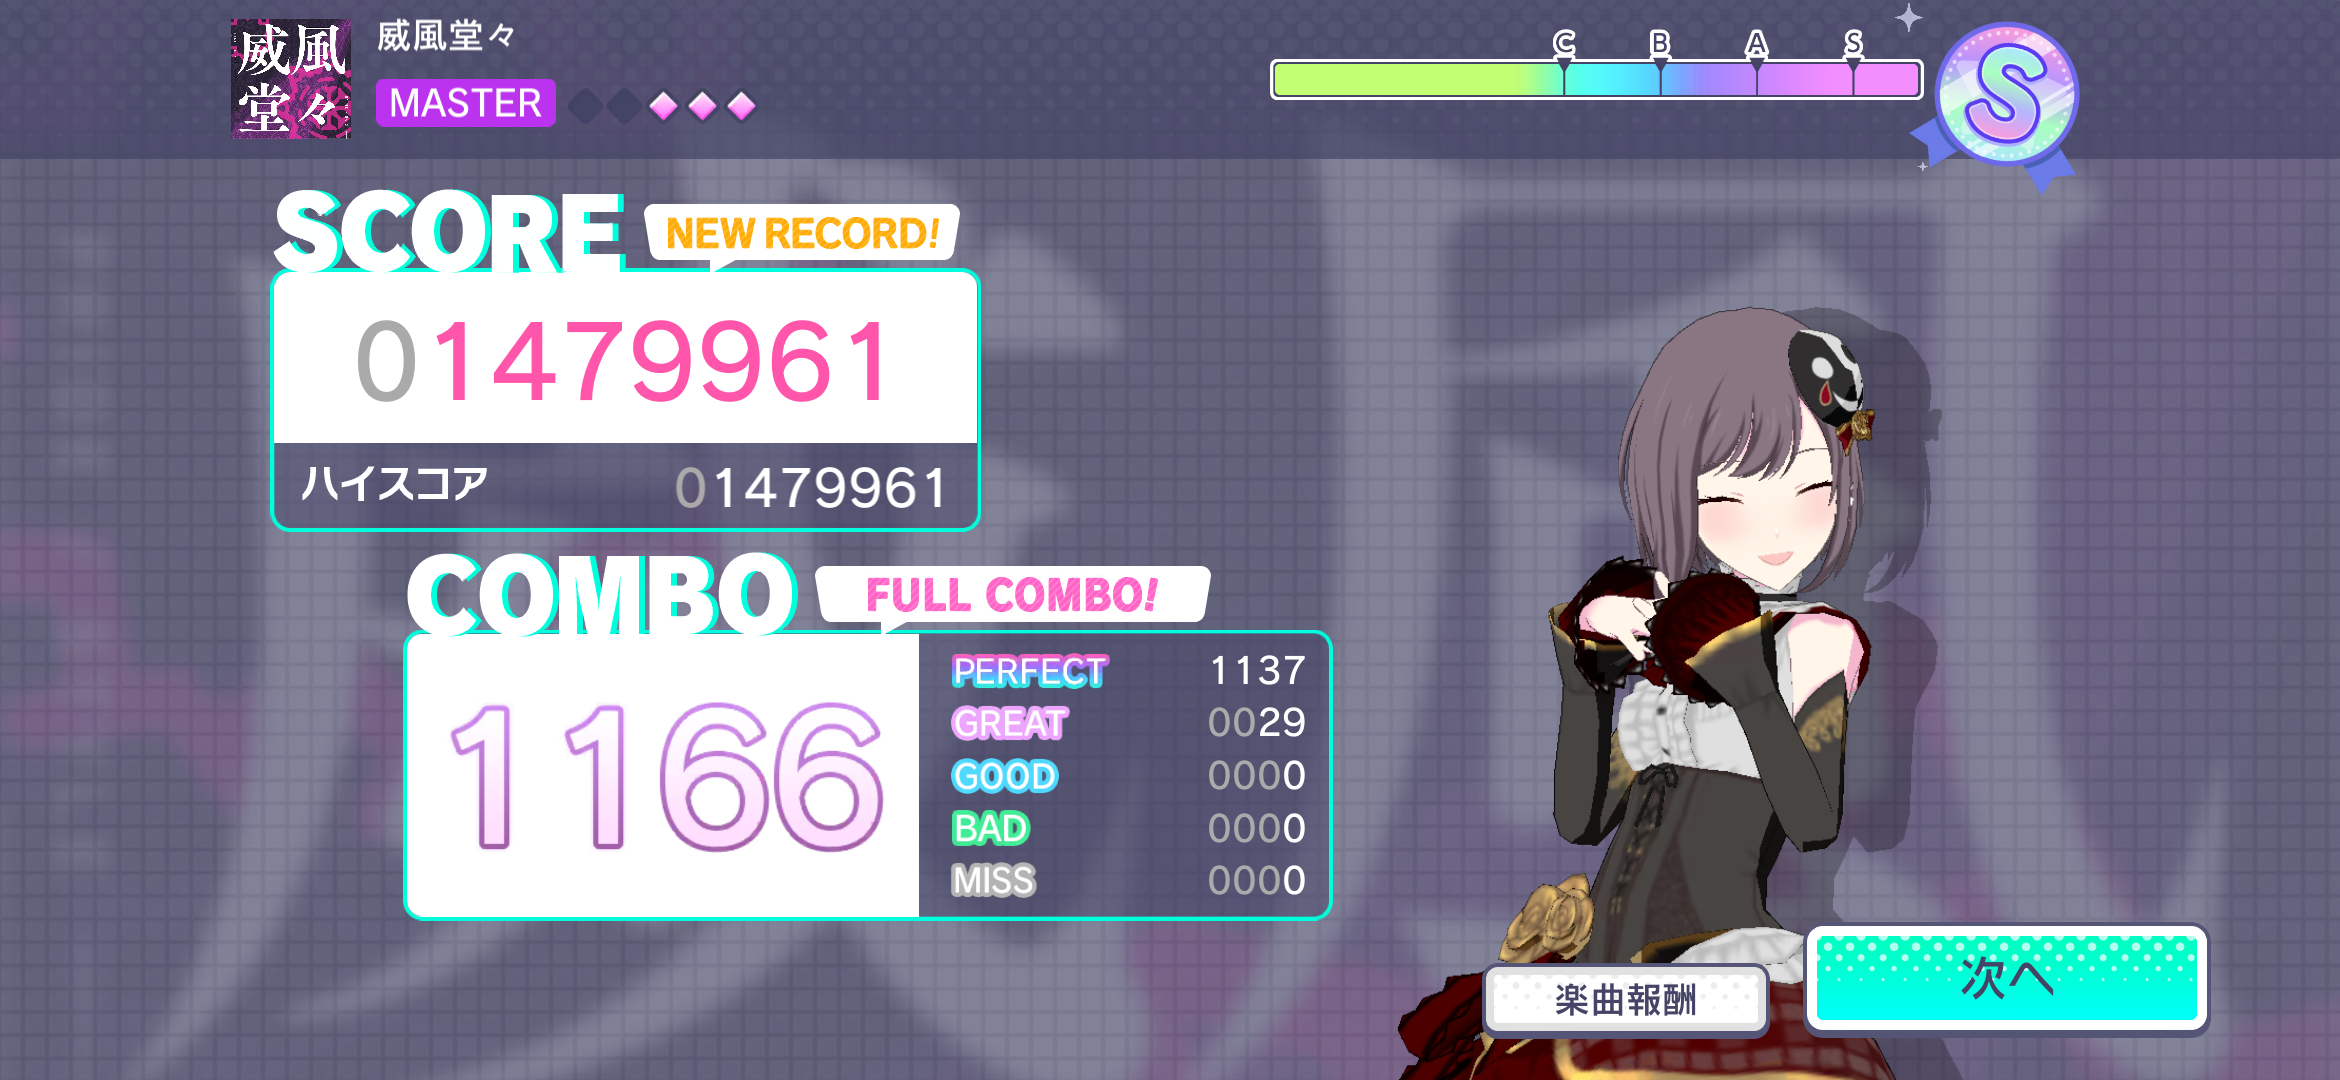 威風
堂々
威風堂々
MASTER
C B A S
S
SCORE
NEW RECORD!
01479961
ハイスコア 01479961
COMBO
FULL COMBO!
1166
PERFECT 1137
GREAT 0029
GOOD 0000
BAD 0000
MISS 0000
楽曲報酬
次へ